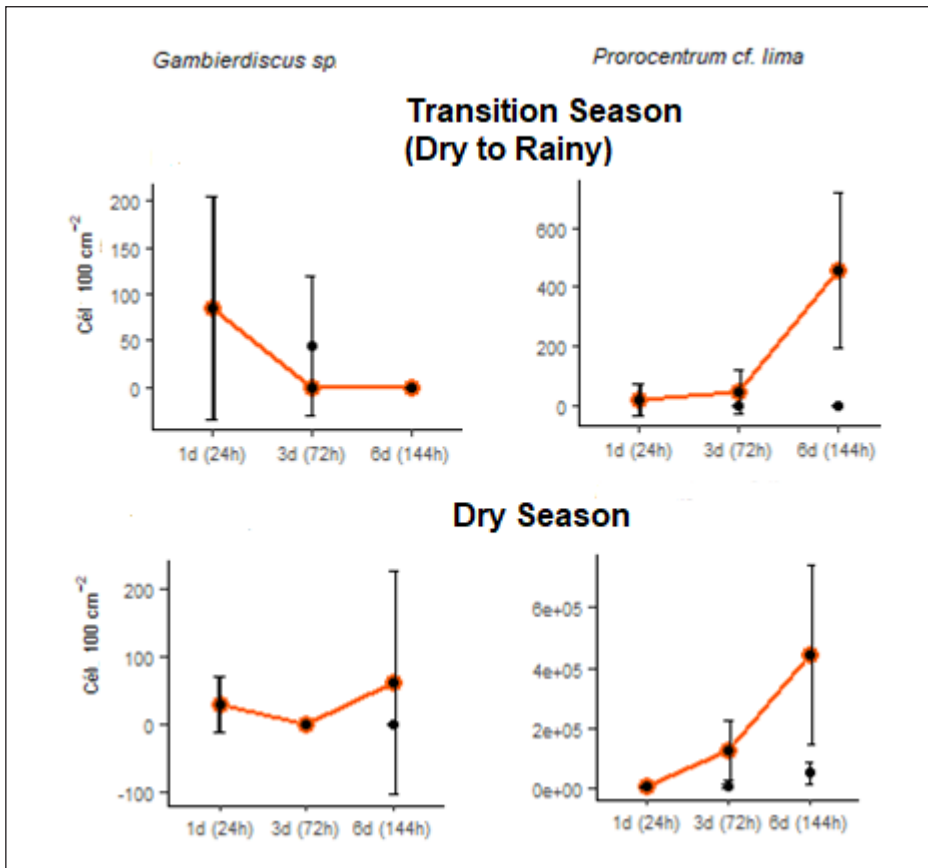 Gambierdiscus sp.
Prorocentrum cf. lima
Transition Season
(Dry to Rainy)
Cél 100 cm⁻²
200
150
100
50
0
1d (24h) 3d (72h) 6d (144h)
600
400
200
0
1d (24h) 3d (72h) 6d (144h)
Dry Season
Cél 100 cm⁻²
200
100
0
-100
1d (24h) 3d (72h) 6d (144h)
6e+05
4e+05
2e+05
0e+00
1d (24h) 3d (72h) 6d (144h)